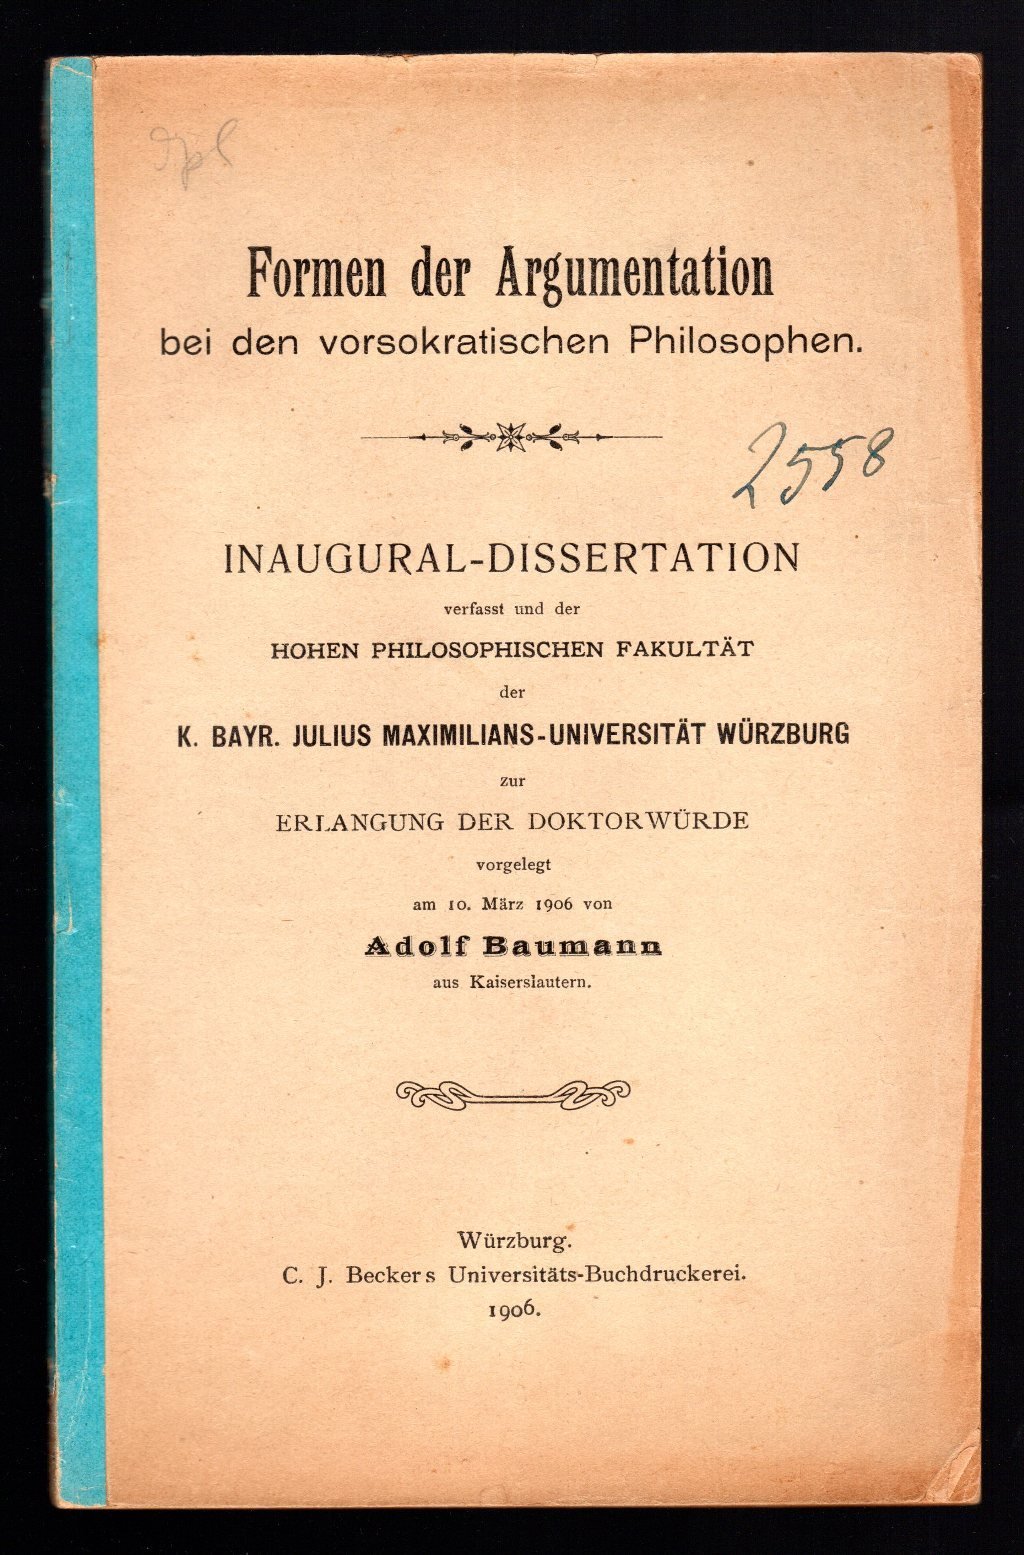 Formen der Argumentation
bei den vorsokratischen Philosophen.
2558
INAUGURAL-DISSERTATION
verfasst und der
HOHEN PHILOSOPHISCHEN FAKULTÄT
der
K. BAYR. JULIUS MAXIMILIANS-UNIVERSITÄT WÜRZBURG
zur
ERLANGUNG DER DOKTORWÜRDE
vorgelegt
am 10. März 1906 von
Adolf Baumann
aus Kaiserslautern.
Würzburg.
C. J. Beckers Universitäts-Buchdruckerei.
1906.